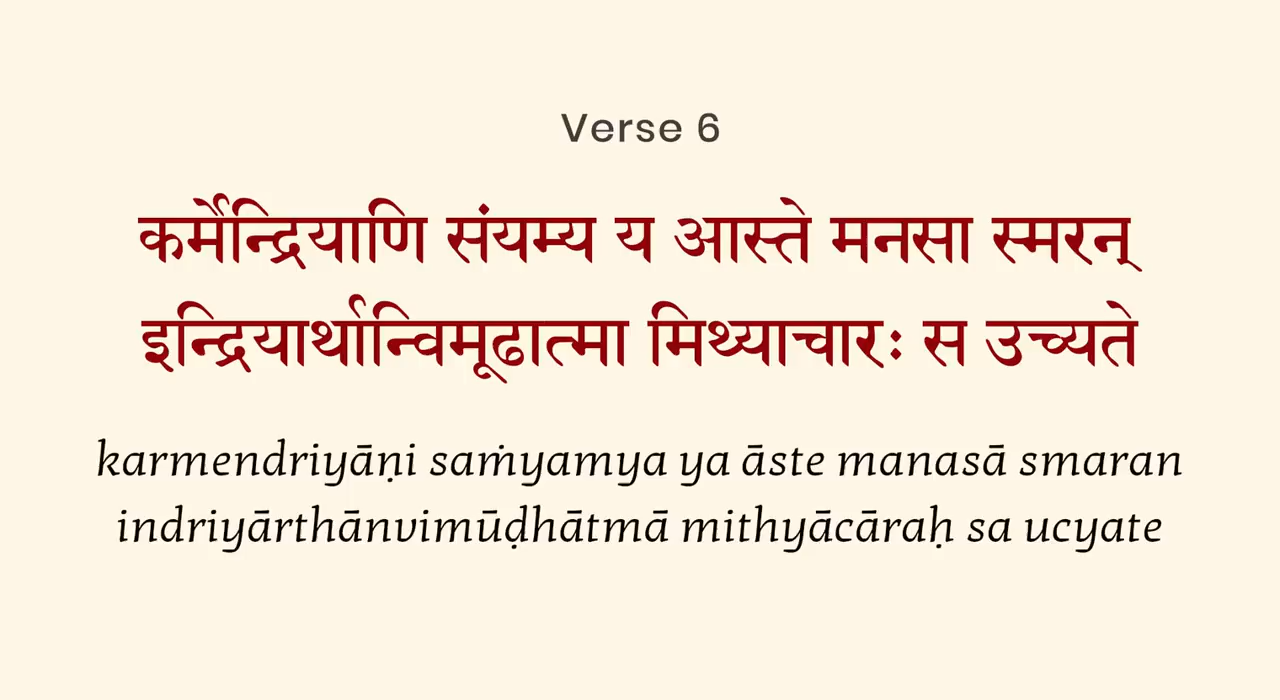 Verse 6
कर्मेन्द्रियाणि संयम्य य आस्ते मनसा स्मरन्
इन्द्रियार्थान्विमूढात्मा मिथ्याचारः स उच्यते
karmendriyāṇi saṁyamya ya āste manasā smaran
indriyārthānvimūḍhātmā mithyācāraḥ sa ucyate